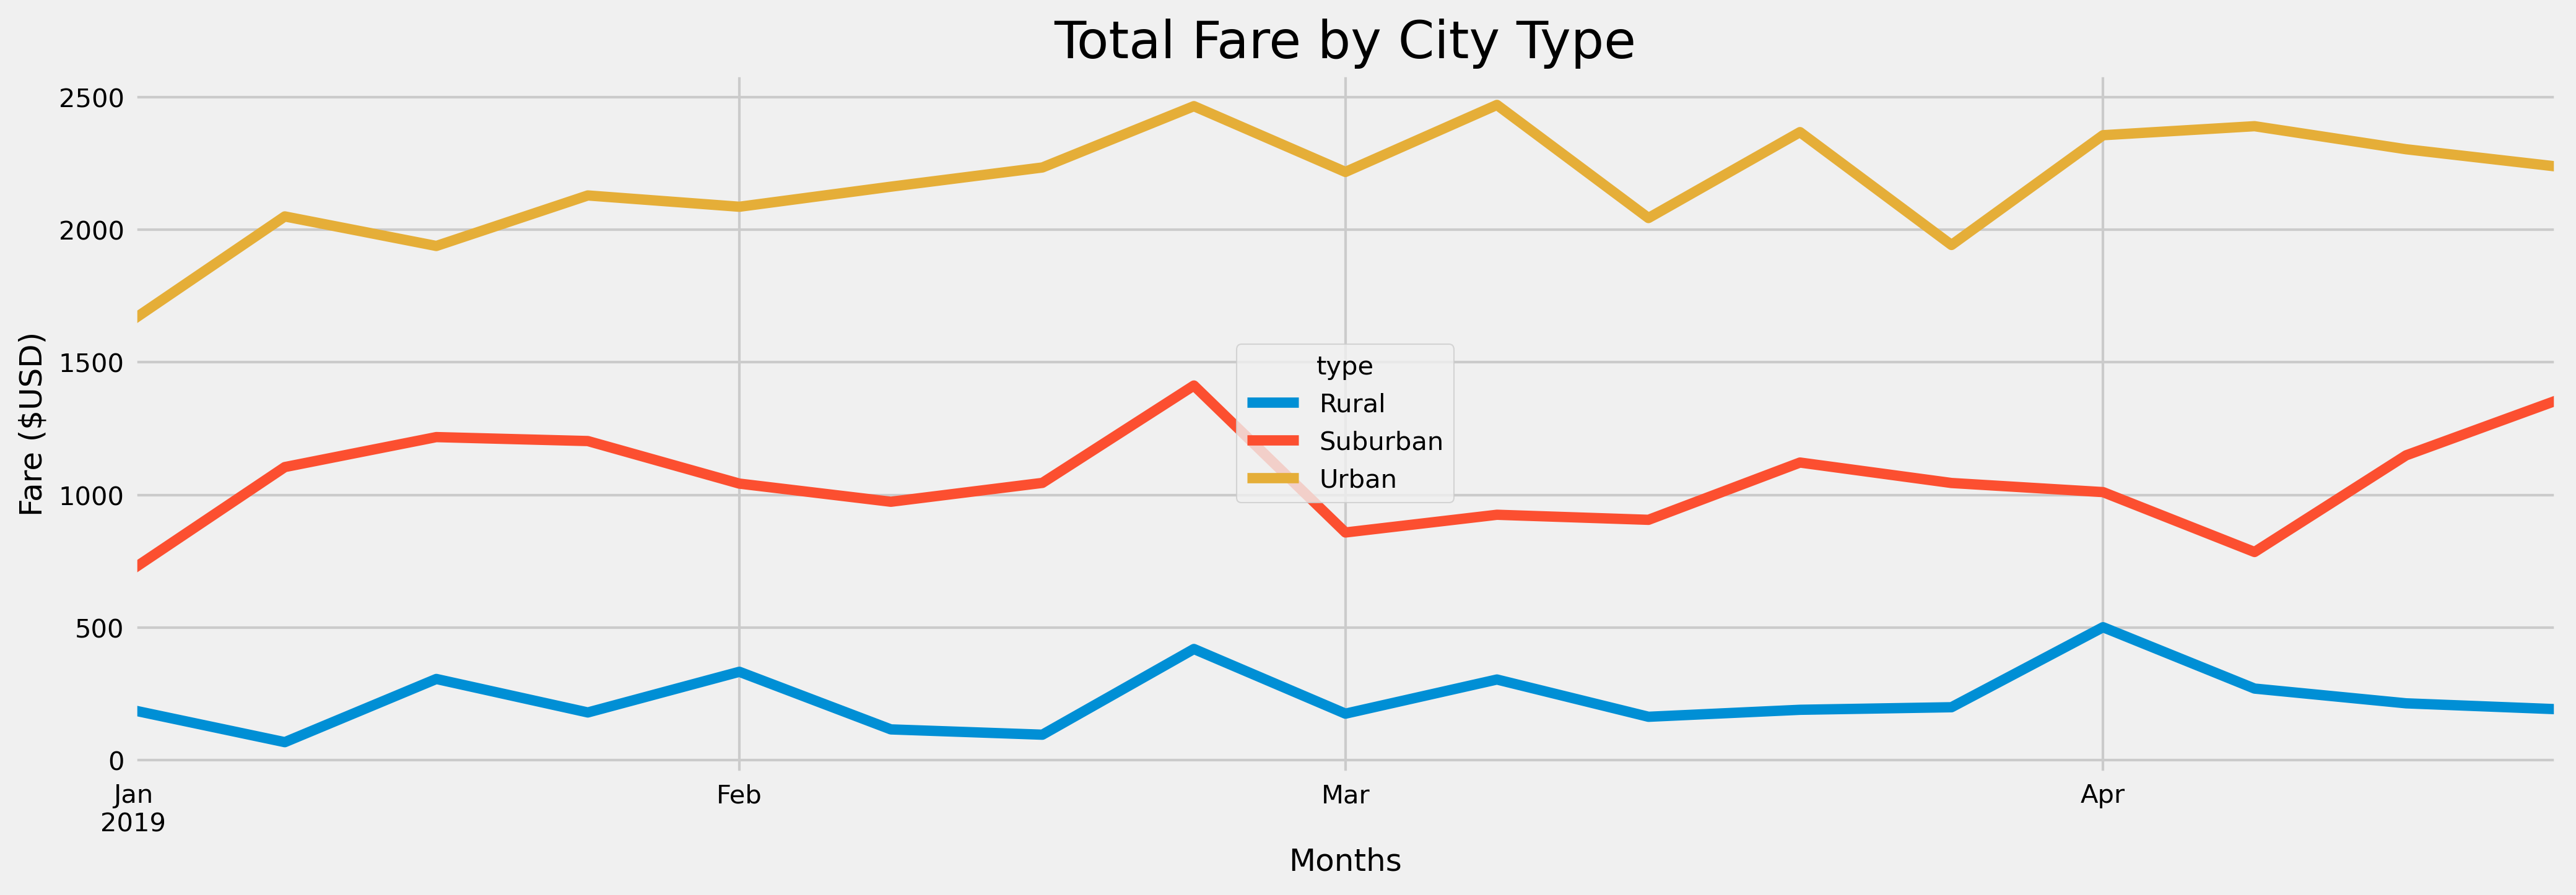 Total Fare by City Type
Fare ($USD)
2500
2000
1500
1000
500
0
type
Rural
Suburban
Urban
Jan
2019
Feb
Mar
Apr
Months